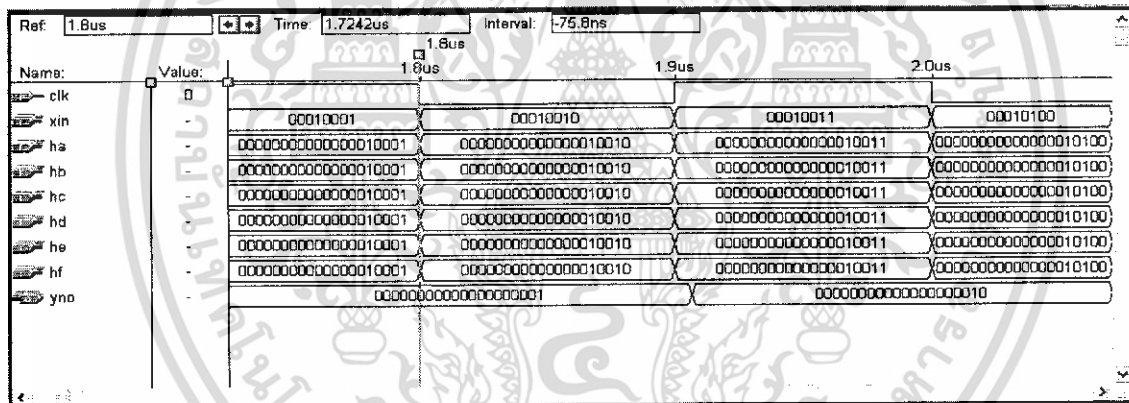 Ref: 1.8us Time: 1.7242us Interval: -75.8ns
1.8us
Name: Value: 1.8us 1.9us 2.0us
clk 0
xin - 00010001 00010010 00010011 00010100
ha - 00000000000000010001 00000000000000010010 00000000000000010011 00000000000000010100
hb - 00000000000000010001 00000000000000010010 00000000000000010011 00000000000000010100
hc - 00000000000000010001 00000000000000010010 00000000000000010011 00000000000000010100
hd - 00000000000000010001 00000000000000010010 00000000000000010011 00000000000000010100
he - 00000000000000010001 00000000000000010010 00000000000000010011 00000000000000010100
hf - 00000000000000010001 00000000000000010010 00000000000000010011 00000000000000010100
yno - 00000000000000000001 00000000000000000010